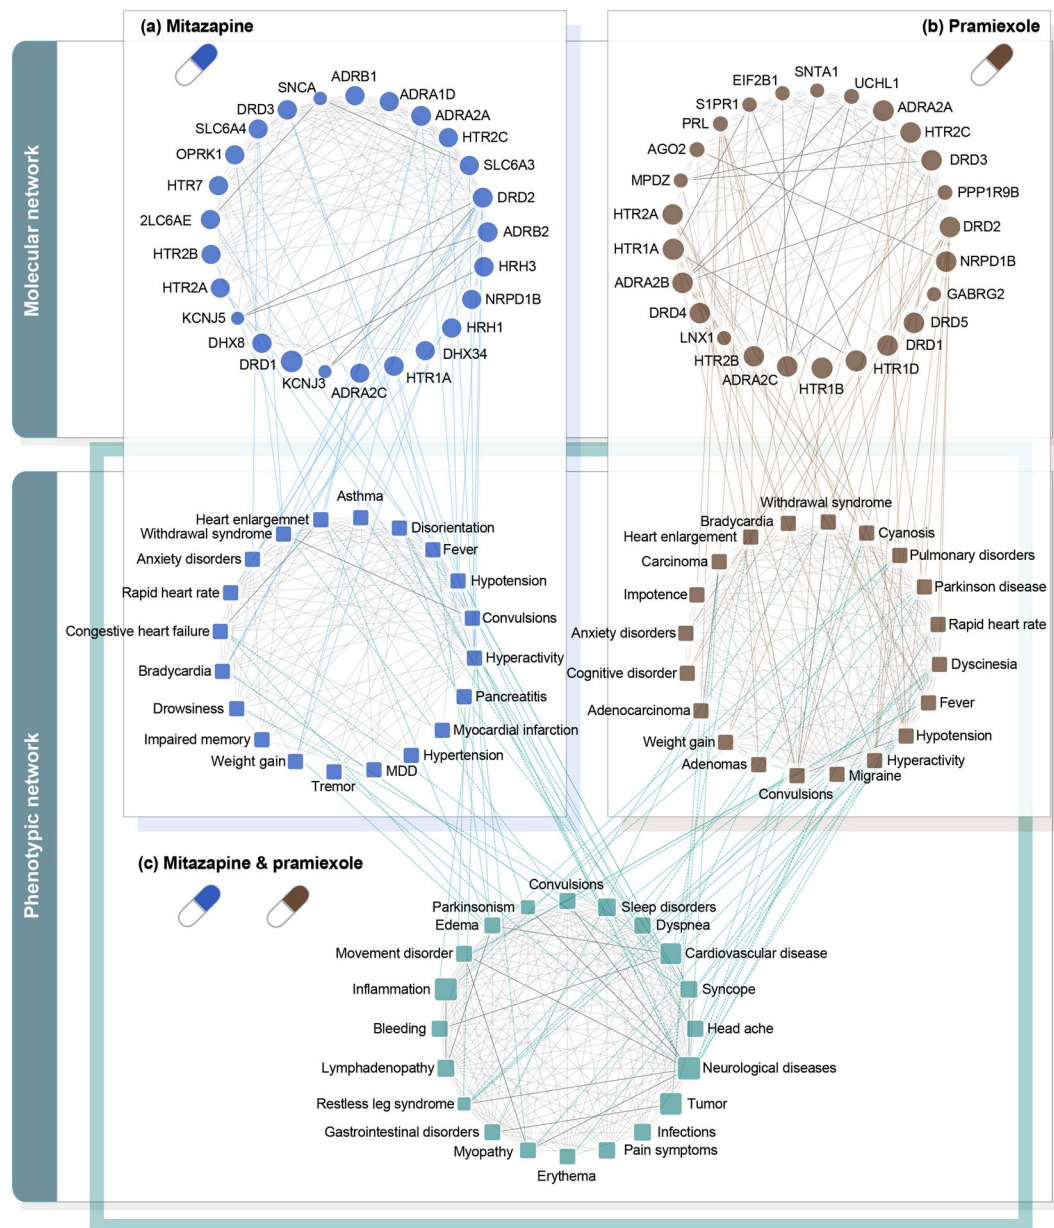 (a) Mitazapine
(b) Pramiexole
Molecular network
SNCA
ADRB1
ADRA1D
ADRA2A
HTR2C
SLC6A3
DRD2
ADRB2
HRH3
NRPD1B
HRH1
DHX34
HTR1A
ADRA2C
KCNJ3
DRD1
DHX8
KCNJ5
HTR2A
HTR2B
2LC6AE
HTR7
OPRK1
SLC6A4
DRD3
EIF2B1
SNTA1
UCHL1
ADRA2A
HTR2C
DRD3
PPP1R9B
DRD2
NRPD1B
GABRG2
DRD5
DRD1
HTR1D
HTR1B
ADRA2C
HTR2B
LNX1
DRD4
ADRA2B
HTR1A
HTR2A
MPDZ
AGO2
PRL
S1PR1
Phenotypic network
Asthma
Disorientation
Fever
Hypotension
Convulsions
Hyperactivity
Pancreatitis
Myocardial infarction
Hypertension
MDD
Tremor
Weight gain
Impaired memory
Drowsiness
Bradycardia
Congestive heart failure
Rapid heart rate
Anxiety disorders
Withdrawal syndrome
Heart enlargemnet
Withdrawal syndrome
Cyanosis
Pulmonary disorders
Parkinson disease
Rapid heart rate
Dyscinesia
Fever
Hypotension
Hyperactivity
Migraine
Convulsions
Adenomas
Weight gain
Adenocarcinoma
Cognitive disorder
Anxiety disorders
Impotence
Carcinoma
Heart enlargement
Bradycardia
(c) Mitazapine & pramiexole
Convulsions
Sleep disorders
Dyspnea
Cardiovascular disease
Syncope
Head ache
Neurological diseases
Tumor
Infections
Pain symptoms
Erythema
Myopathy
Gastrointestinal disorders
Restless leg syndrome
Lymphadenopathy
Bleeding
Inflammation
Movement disorder
Edema
Parkinsonism